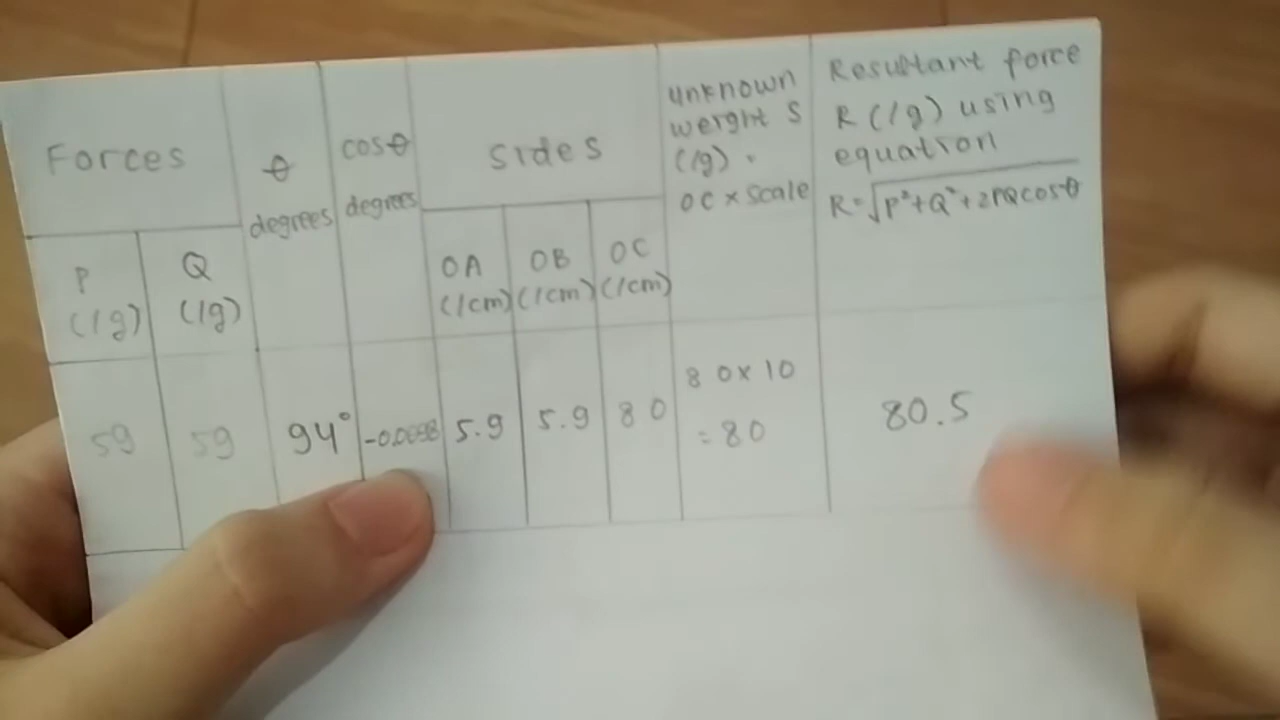 Forces
θ
degrees
cosθ
degrees
sides
unknown
weight S
(/g) .
OC × scale
Resultant force
R (/g) using
equation
R=√P²+Q²+2PQcosθ
P
(/g)
Q
(/g)
OA
(/cm)
OB
(/cm)
OC
(/cm)
59
59
94°
5.9
5.9
8 0
8 0 × 10
= 80
80.5